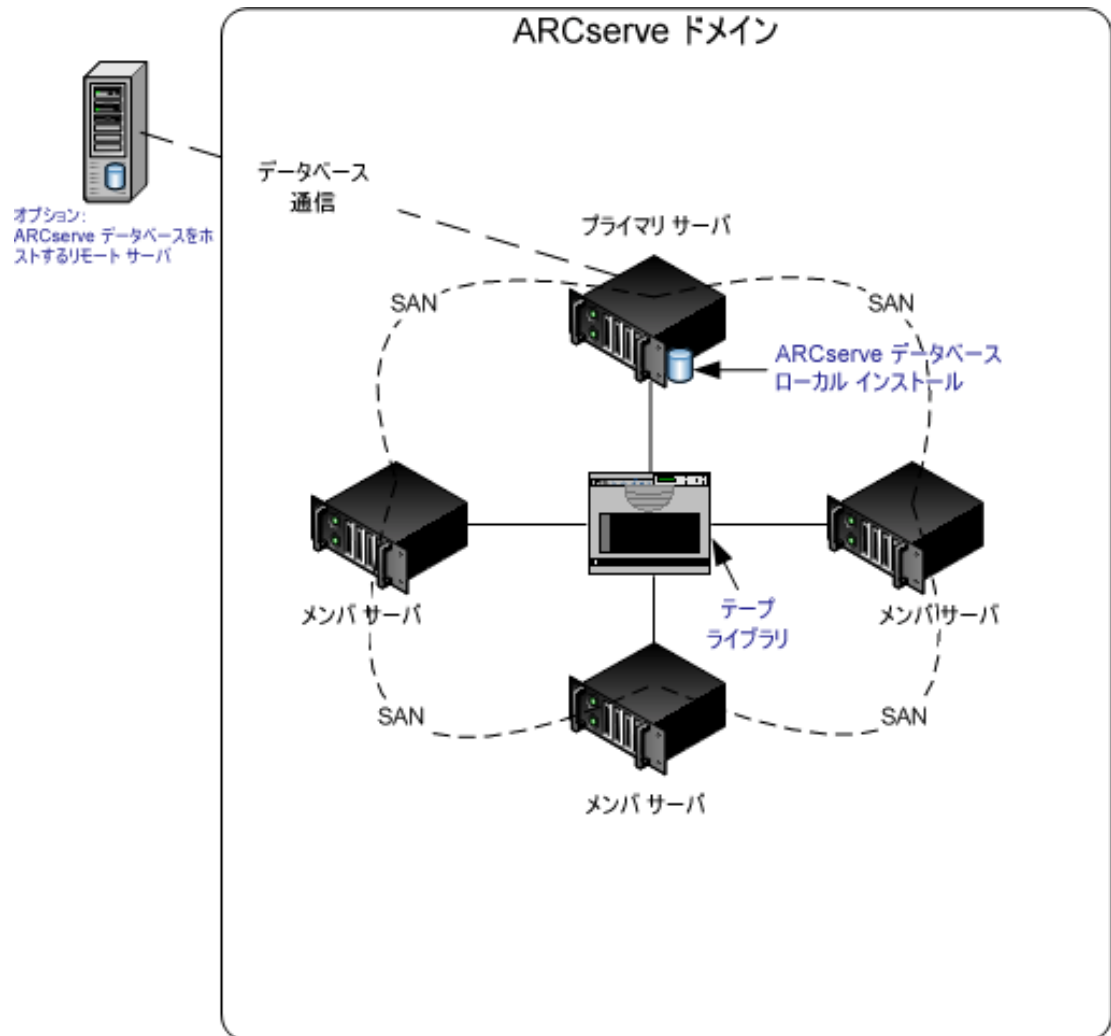 ARCserve ドメイン
オプション:
ARCserve データベースをホ
ストするリモート サーバ
データベース
通信
プライマリ サーバ
SAN
SAN
ARCserve データベース
ローカル インストール
メンバ サーバ
テープ
ライブラリ
メンバ サーバ
SAN
SAN
メンバ サーバ